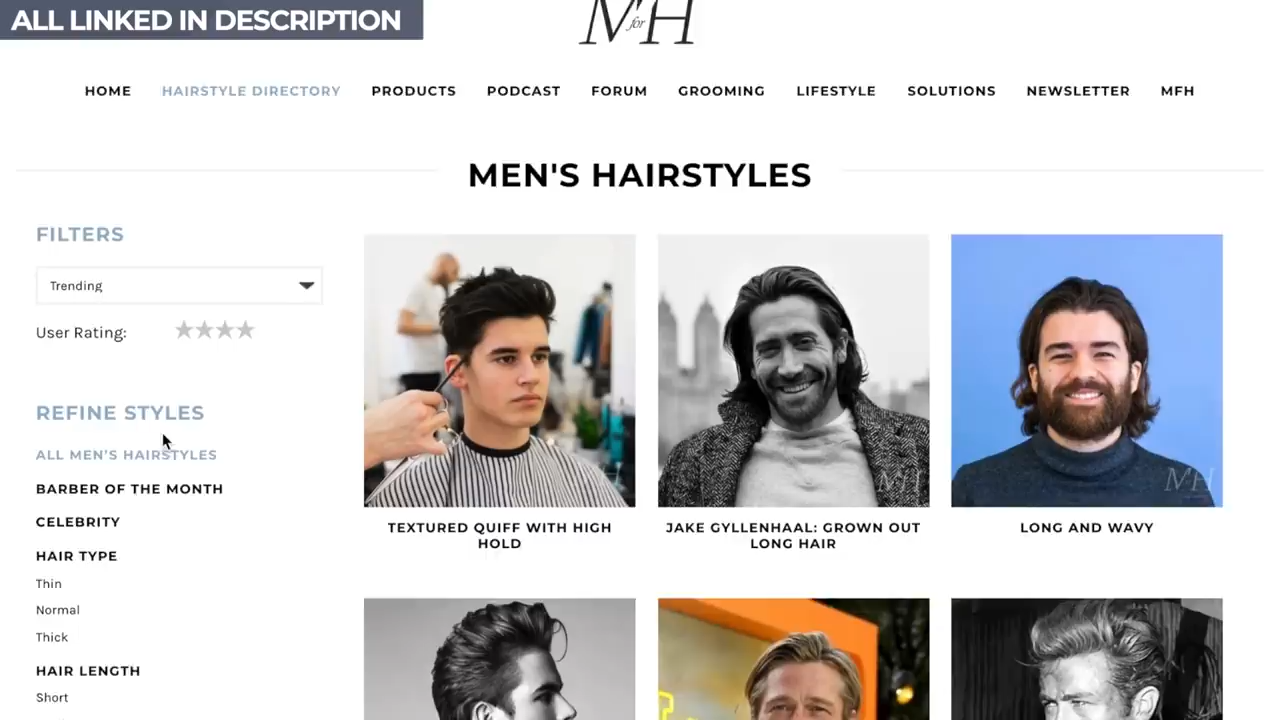 ALL LINKED IN DESCRIPTION
M for H
HOME HAIRSTYLE DIRECTORY PRODUCTS PODCAST FORUM GROOMING LIFESTYLE SOLUTIONS NEWSLETTER MFH
MEN'S HAIRSTYLES
FILTERS
Trending
User Rating:
REFINE STYLES
ALL MEN'S HAIRSTYLES
BARBER OF THE MONTH
CELEBRITY
HAIR TYPE
Thin
Normal
Thick
HAIR LENGTH
Short
TEXTURED QUIFF WITH HIGH
HOLD
JAKE GYLLENHAAL: GROWN OUT
LONG HAIR
MH
LONG AND WAVY